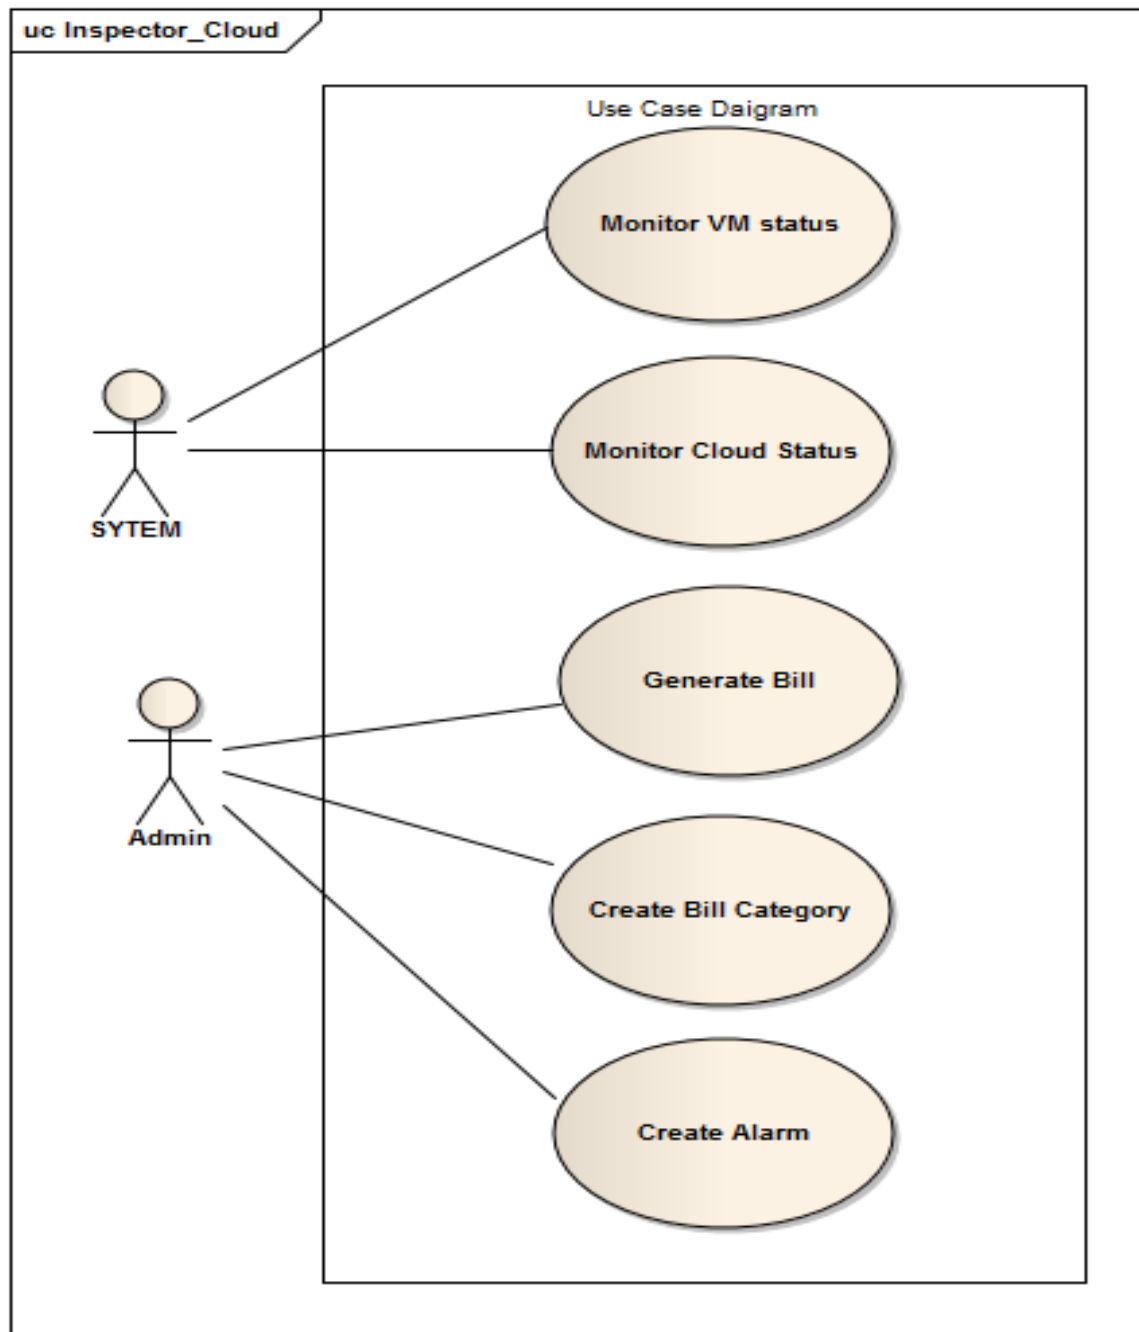 uc Inspector_Cloud
Use Case Daigram
Monitor VM status
Monitor Cloud Status
SYTEM
Generate Bill
Admin
Create Bill Category
Create Alarm